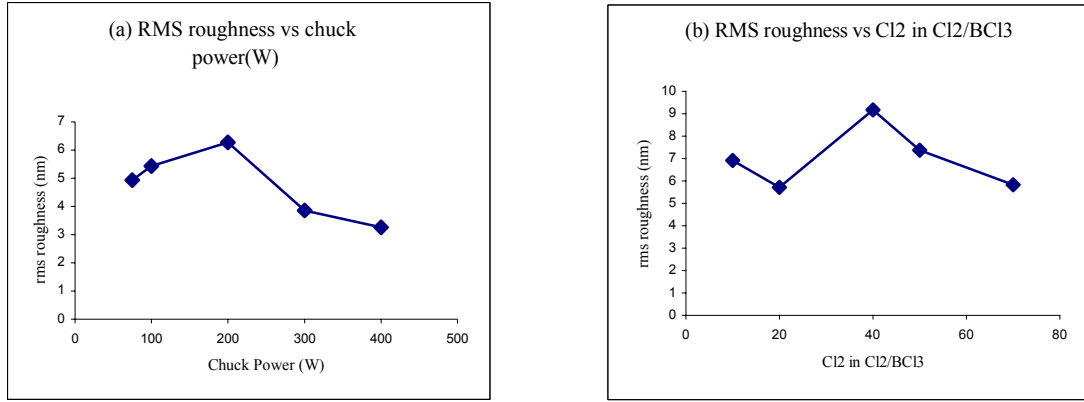 (a) RMS roughness vs chuck
power(W)
7
6
5
4
3
2
1
0
rms roughness (nm)
0 100 200 300 400 500
Chuck Power (W)
(b) RMS roughness vs Cl2 in Cl2/BCl3
10
9
8
7
6
5
4
3
2
1
0
rms roughness (nm)
0 20 40 60 80
Cl2 in Cl2/BCl3